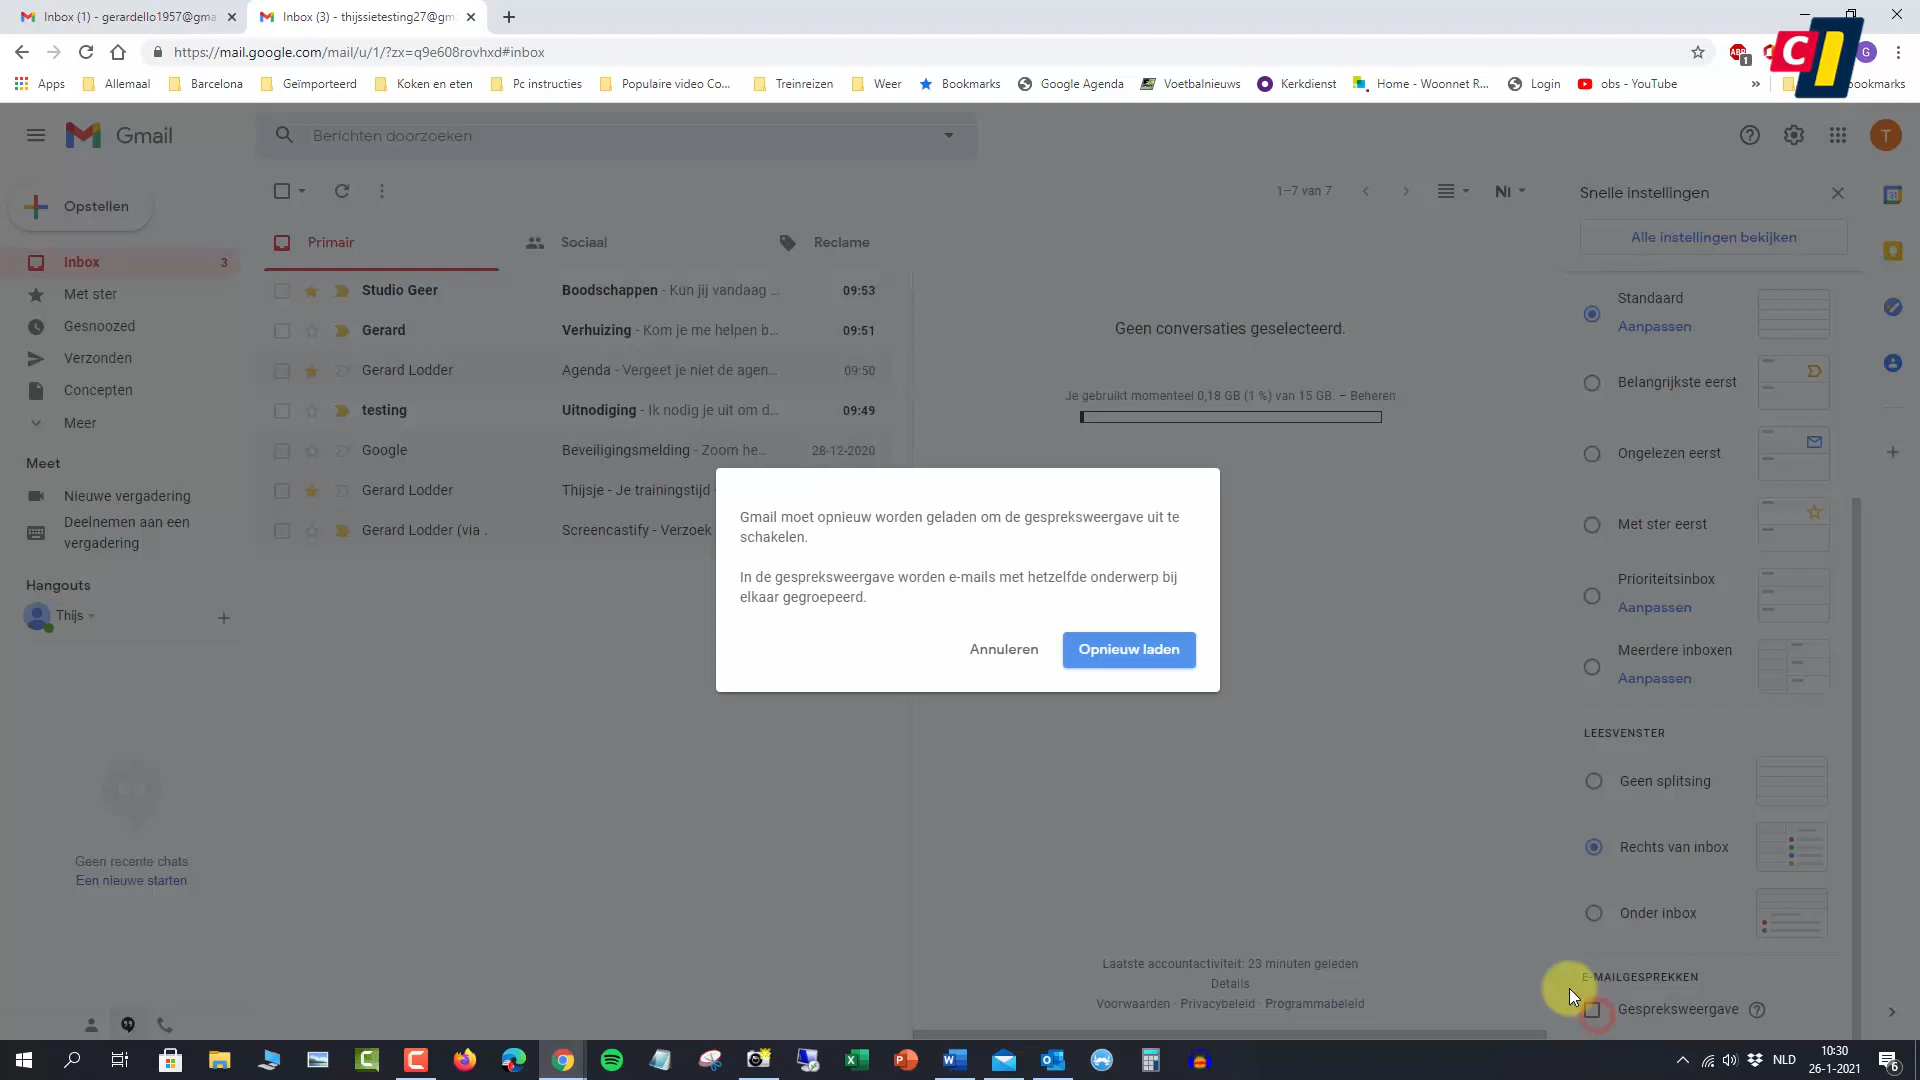 Inbox (1) - gerardello1957@gma
Inbox (3) - thijssietesting27@gm
https://mail.google.com/mail/u/1/?zx=q9e608rovhxd#inbox
ABP
1
G
CI
Apps
Allemaal
Barcelona
Geïmporteerd
Koken en eten
Pc instructies
Populaire video Co...
Treinreizen
Weer
Bookmarks
Google Agenda
Voetbalnieuws
Kerkdienst
Home - Woonnet R...
Login
obs - YouTube
»
bookmarks
Gmail
Berichten doorzoeken
T
Opstellen
1–7 van 7
Snelle instellingen
Alle instellingen bekijken
Inbox 3
Met ster
Gesnoozed
Verzonden
Concepten
Meer
Meet
Nieuwe vergadering
Deelnemen aan een
vergadering
Hangouts
Thijs
Geen recente chats
Een nieuwe starten
Primair
Sociaal
Reclame
Studio Geer Boodschappen - Kun jij vandaag ... 09:53
Gerard Verhuizing - Kom je me helpen b... 09:51
Gerard Lodder Agenda - Vergeet je niet de agen... 09:50
testing Uitnodiging - Ik nodig je uit om d... 09:49
Google Beveiligingsmelding - Zoom he... 28-12-2020
Gerard Lodder Thijsje - Je trainingstijd
Gerard Lodder (via . Screencastify - Verzoek
Geen conversaties geselecteerd.
Je gebruikt momenteel 0,18 GB (1 %) van 15 GB. – Beheren
Gmail moet opnieuw worden geladen om de gespreksweergave uit te
schakelen.
In de gespreksweergave worden e-mails met hetzelfde onderwerp bij
elkaar gegroepeerd.
Annuleren
Opnieuw laden
Laatste accountactiviteit: 23 minuten geleden
Details
Voorwaarden · Privacybeleid · Programmabeleid
Standaard
Aanpassen
Belangrijkste eerst
Ongelezen eerst
Met ster eerst
Prioriteitsinbox
Aanpassen
Meerdere inboxen
Aanpassen
LEESVENSTER
Geen splitsing
Rechts van inbox
Onder inbox
E-MAILGESPREKKEN
Gespreksweergave
NLD
10:30
26-1-2021
6